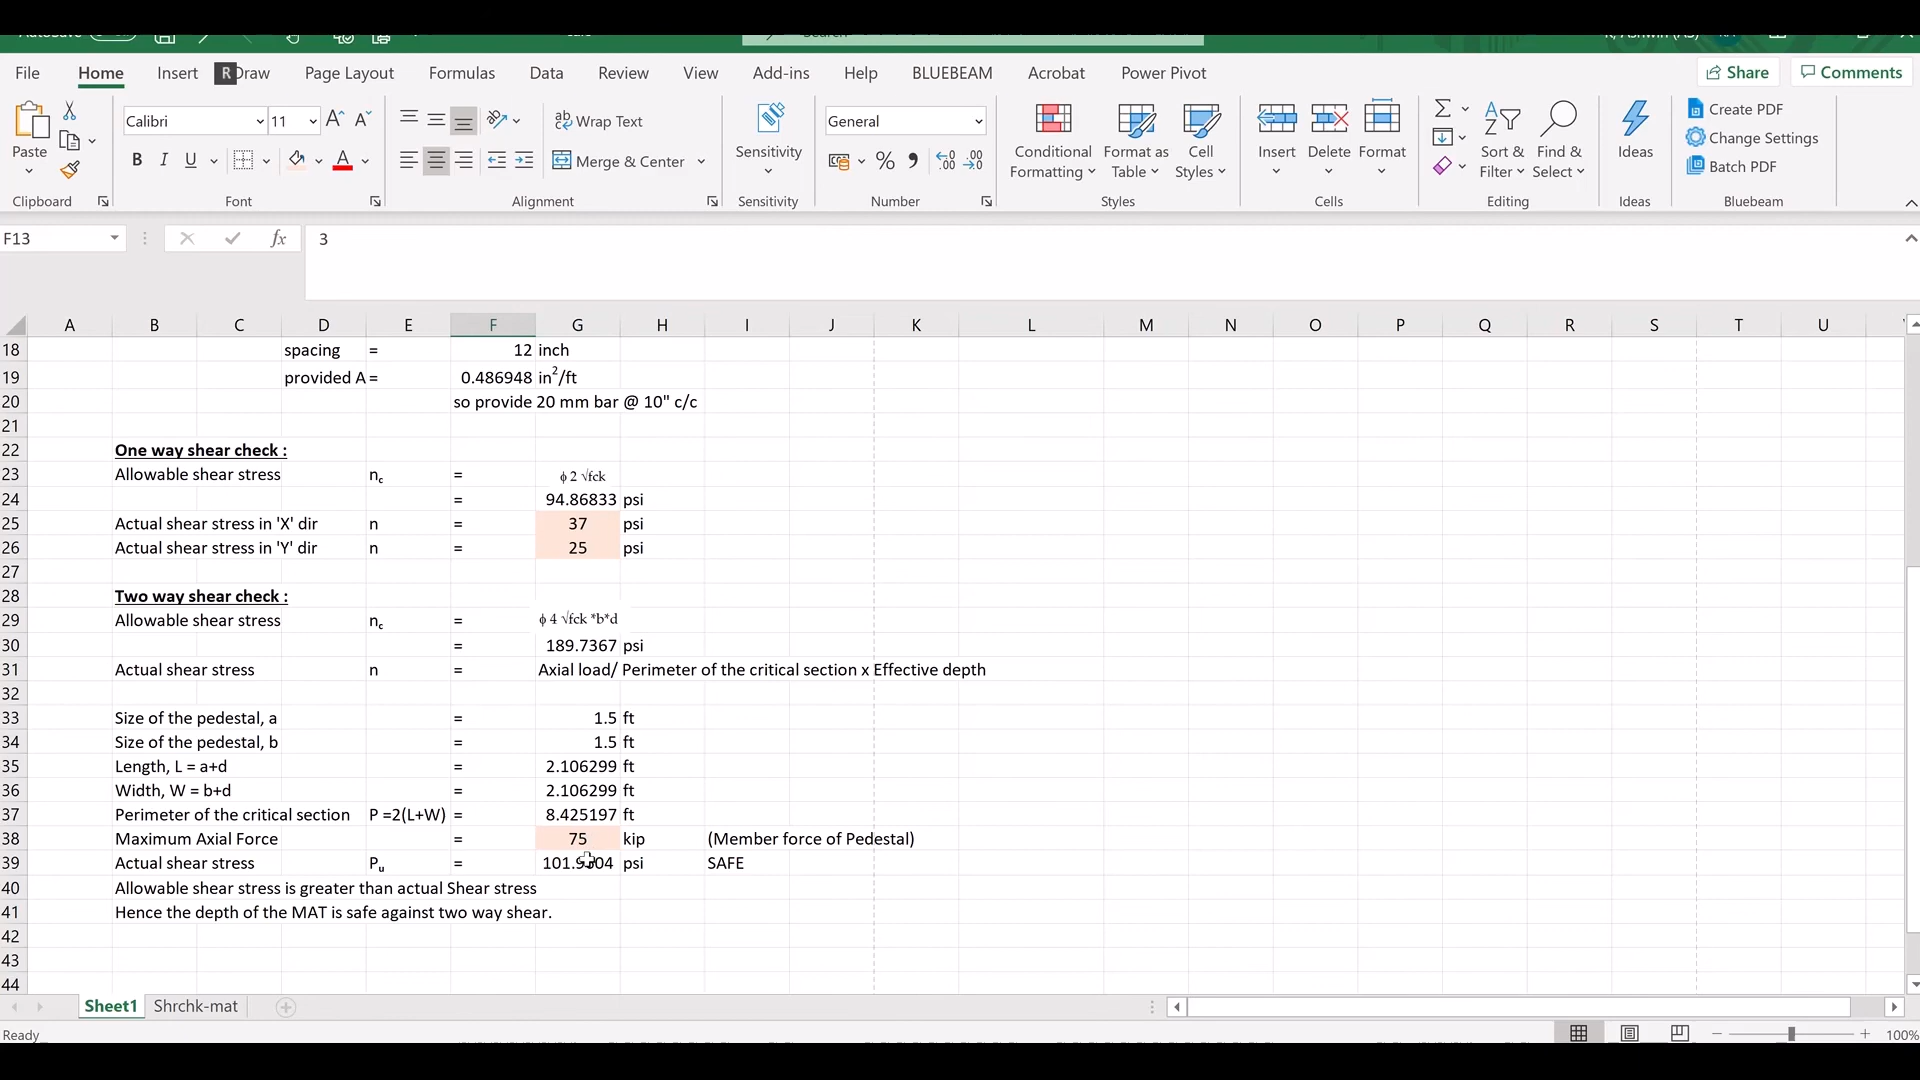 File Home Insert Draw Page Layout Formulas Data Review View Add-ins Help BLUEBEAM Acrobat Power Pivot Share Comments
R
Calibri 11 Wrap Text General Create PDF
Paste B I U Merge & Center Sensitivity Conditional Formatting Format as Table Cell Styles Insert Delete Format Sort & Filter Find & Select Ideas Change Settings
Batch PDF
Clipboard Font Alignment Sensitivity Number Styles Cells Editing Ideas Bluebeam
F13 fx 3
A B C D E F G H I J K L M N O P Q R S T U
18 spacing = 12 inch
19 provided A = 0.486948 in²/ft
20 so provide 20 mm bar @ 10" c/c
21
22 One way shear check :
23 Allowable shear stress nc = ϕ 2 √fck
24 = 94.86833 psi
25 Actual shear stress in 'X' dir n = 37 psi
26 Actual shear stress in 'Y' dir n = 25 psi
27
28 Two way shear check :
29 Allowable shear stress nc = ϕ 4 √fck *b*d
30 = 189.7367 psi
31 Actual shear stress n = Axial load/ Perimeter of the critical section x Effective depth
32
33 Size of the pedestal, a = 1.5 ft
34 Size of the pedestal, b = 1.5 ft
35 Length, L = a+d = 2.106299 ft
36 Width, W = b+d = 2.106299 ft
37 Perimeter of the critical section P =2(L+W) = 8.425197 ft
38 Maximum Axial Force = 75 kip (Member force of Pedestal)
39 Actual shear stress Pu = psi SAFE
40 Allowable shear stress is greater than actual Shear stress
41 Hence the depth of the MAT is safe against two way shear.
42
43
44
Sheet1 Shrchk-mat
Ready 100%